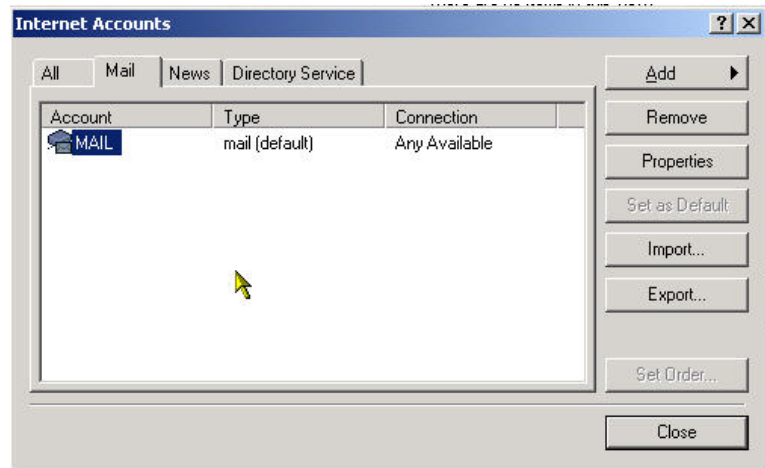 Internet Accounts
All Mail News Directory Service
Account Type Connection
MAIL mail (default) Any Available
Add
Remove
Properties
Set as Default
Import...
Export...
Set Order...
Close